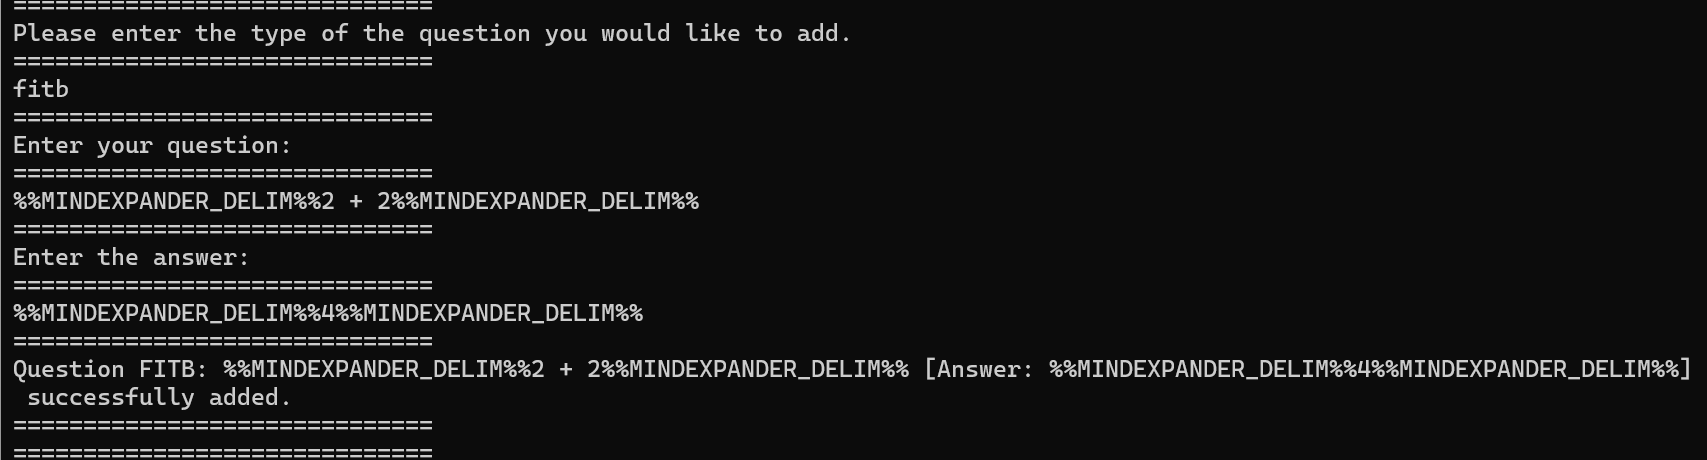 ==============================
Please enter the type of the question you would like to add.
==============================
fitb
==============================
Enter your question:
==============================
%%MINDEXPANDER_DELIM%%2 + 2%%MINDEXPANDER_DELIM%%
==============================
Enter the answer:
==============================
%%MINDEXPANDER_DELIM%%4%%MINDEXPANDER_DELIM%%
==============================
Question FITB: %%MINDEXPANDER_DELIM%%2 + 2%%MINDEXPANDER_DELIM%% [Answer: %%MINDEXPANDER_DELIM%%4%%MINDEXPANDER_DELIM%%]
 successfully added.
==============================
==============================